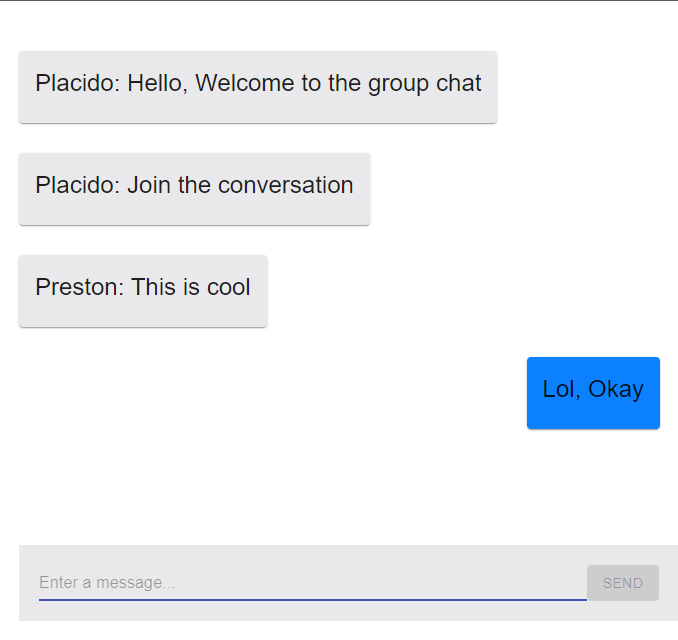 Placido: Hello, Welcome to the group chat
Placido: Join the conversation
Preston: This is cool
Lol, Okay
Enter a message...
SEND